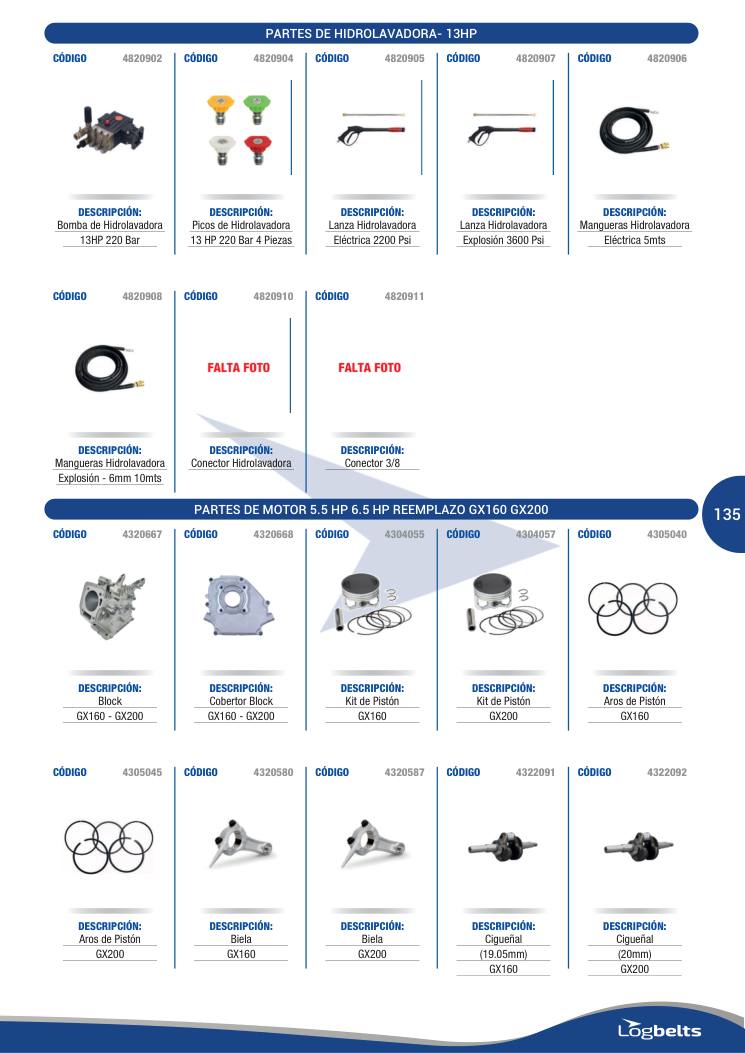 PARTES DE HIDROLAVADORA- 13HP
CÓDIGO 4820902
DESCRIPCIÓN:
Bomba de Hidrolavadora
13HP 220 Bar
CÓDIGO 4820904
DESCRIPCIÓN:
Picos de Hidrolavadora
13 HP 220 Bar 4 Piezas
CÓDIGO 4820905
DESCRIPCIÓN:
Lanza Hidrolavadora
Eléctrica 2200 Psi
CÓDIGO 4820907
DESCRIPCIÓN:
Lanza Hidrolavadora
Explosión 3600 Psi
CÓDIGO 4820906
DESCRIPCIÓN:
Mangueras Hidrolavadora
Eléctrica 5mts
CÓDIGO 4820908
DESCRIPCIÓN:
Mangueras Hidrolavadora
Explosión - 6mm 10mts
CÓDIGO 4820910
FALTA FOTO
DESCRIPCIÓN:
Conector Hidrolavadora
CÓDIGO 4820911
FALTA FOTO
DESCRIPCIÓN:
Conector 3/8
PARTES DE MOTOR 5.5 HP 6.5 HP REEMPLAZO GX160 GX200
135
CÓDIGO 4320667
DESCRIPCIÓN:
Block
GX160 - GX200
CÓDIGO 4320668
DESCRIPCIÓN:
Cobertor Block
GX160 - GX200
CÓDIGO 4304055
DESCRIPCIÓN:
Kit de Pistón
GX160
CÓDIGO 4304057
DESCRIPCIÓN:
Kit de Pistón
GX200
CÓDIGO 4305040
DESCRIPCIÓN:
Aros de Pistón
GX160
CÓDIGO 4305045
DESCRIPCIÓN:
Aros de Pistón
GX200
CÓDIGO 4320580
DESCRIPCIÓN:
Biela
GX160
CÓDIGO 4320587
DESCRIPCIÓN:
Biela
GX200
CÓDIGO 4322091
DESCRIPCIÓN:
Cigueñal
(19.05mm)
GX160
CÓDIGO 4322092
DESCRIPCIÓN:
Cigueñal
(20mm)
GX200
Logbelts